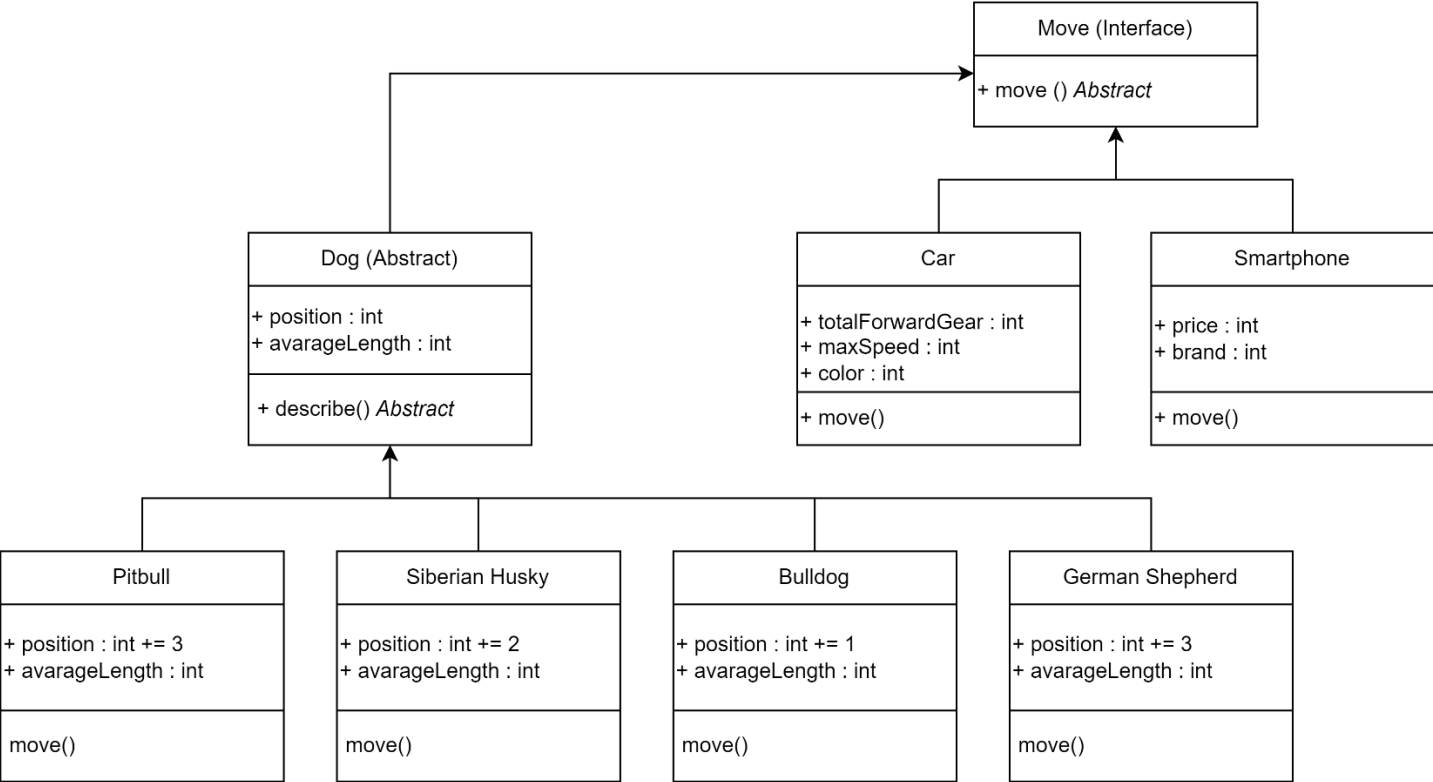 Move (Interface)
+ move () Abstract
Dog (Abstract)
+ position : int
+ avarageLength : int
+ describe() Abstract
Car
+ totalForwardGear : int
+ maxSpeed : int
+ color : int
+ move()
Smartphone
+ price : int
+ brand : int
+ move()
Pitbull
+ position : int += 3
+ avarageLength : int
move()
Siberian Husky
+ position : int += 2
+ avarageLength : int
move()
Bulldog
+ position : int += 1
+ avarageLength : int
move()
German Shepherd
+ position : int += 3
+ avarageLength : int
move()